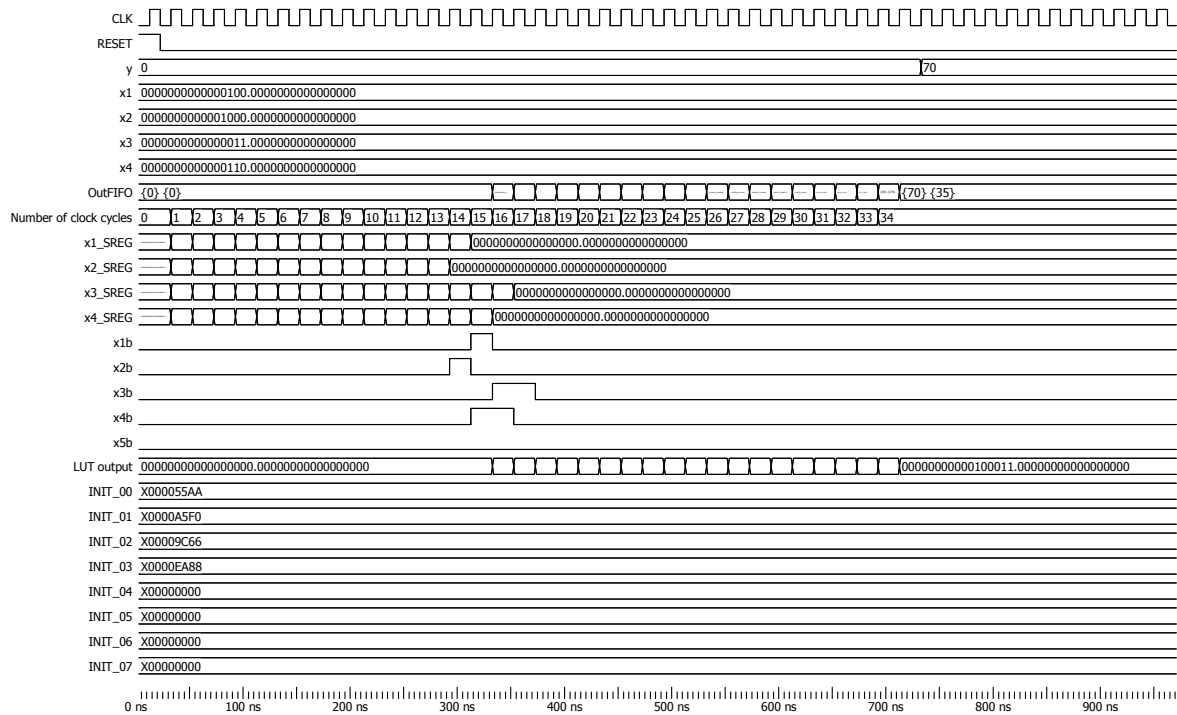 CLK
RESET
y 0 70
x1 0000000000000100.0000000000000000
x2 0000000000001000.0000000000000000
x3 0000000000000011.0000000000000000
x4 0000000000000110.0000000000000000
OutFIFO {0} {0} {70} {35}
Number of clock cycles 0 1 2 3 4 5 6 7 8 9 10 11 12 13 14 15 16 17 18 19 20 21 22 23 24 25 26 27 28 29 30 31 32 33 34
x1_SREG 0000000000000000.0000000000000000
x2_SREG 0000000000000000.0000000000000000
x3_SREG 0000000000000000.0000000000000000
x4_SREG 0000000000000000.0000000000000000
x1b
x2b
x3b
x4b
x5b
LUT output 00000000000000000.00000000000000000 00000000000100011.00000000000000000
INIT_00 X000055AA
INIT_01 X0000A5F0
INIT_02 X00009C66
INIT_03 X0000EA88
INIT_04 X00000000
INIT_05 X00000000
INIT_06 X00000000
INIT_07 X00000000
0 ns 100 ns 200 ns 300 ns 400 ns 500 ns 600 ns 700 ns 800 ns 900 ns